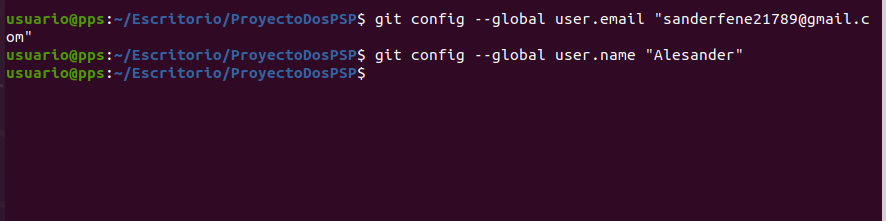 usuario@pps:~/Escritorio/ProyectoDosPSP$ git config --global user.email "sanderfene21789@gmail.c
om"
usuario@pps:~/Escritorio/ProyectoDosPSP$ git config --global user.name "Alesander"
usuario@pps:~/Escritorio/ProyectoDosPSP$